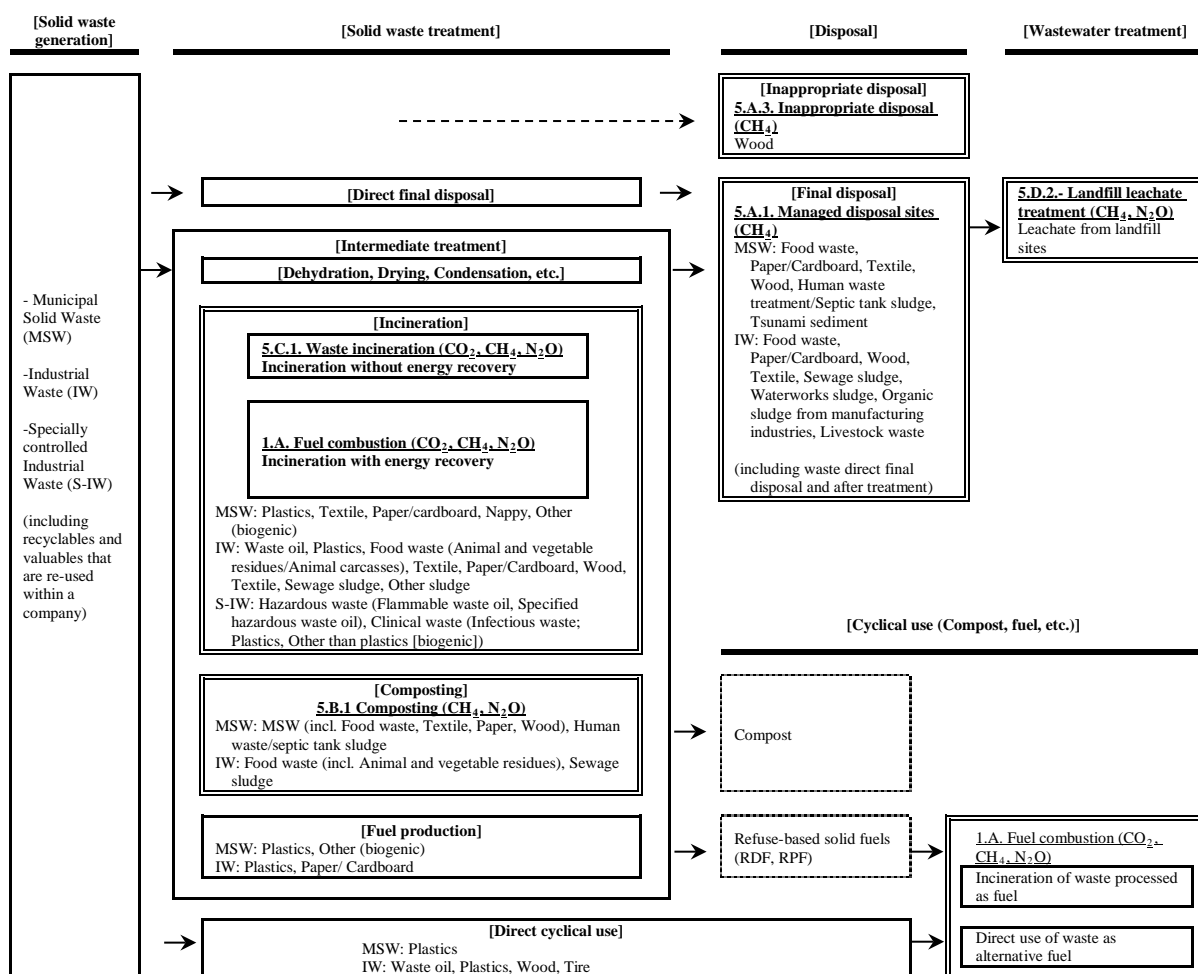 [Solid waste
generation]
[Solid waste treatment]
[Disposal]
[Wastewater treatment]
- Municipal
Solid Waste
(MSW)
-Industrial
Waste (IW)
-Specially
controlled
Industrial
Waste (S-IW)
(including
recyclables and
valuables that
are re-used
within a
company)
[Inappropriate disposal]
5.A.3. Inappropriate disposal
(CH₄)
Wood
[Direct final disposal]
[Final disposal]
5.A.1. Managed disposal sites
(CH₄)
MSW: Food waste,
Paper/Cardboard, Textile,
Wood, Human waste
treatment/Septic tank sludge,
Tsunami sediment
IW: Food waste,
Paper/Cardboard, Wood,
Textile, Sewage sludge,
Waterworks sludge, Organic
sludge from manufacturing
industries, Livestock waste
(including waste direct final
disposal and after treatment)
5.D.2.- Landfill leachate
treatment (CH₄, N₂O)
Leachate from landfill
sites
[Intermediate treatment]
[Dehydration, Drying, Condensation, etc.]
[Incineration]
5.C.1. Waste incineration (CO₂, CH₄, N₂O)
Incineration without energy recovery
1.A. Fuel combustion (CO₂, CH₄, N₂O)
Incineration with energy recovery
MSW: Plastics, Textile, Paper/cardboard, Nappy, Other
(biogenic)
IW: Waste oil, Plastics, Food waste (Animal and vegetable
residues/Animal carcasses), Textile, Paper/Cardboard, Wood,
Textile, Sewage sludge, Other sludge
S-IW: Hazardous waste (Flammable waste oil, Specified
hazardous waste oil), Clinical waste (Infectious waste;
Plastics, Other than plastics [biogenic])
[Cyclical use (Compost, fuel, etc.)]
[Composting]
5.B.1 Composting (CH₄, N₂O)
MSW: MSW (incl. Food waste, Textile, Paper, Wood), Human
waste/septic tank sludge
IW: Food waste (incl. Animal and vegetable residues), Sewage
sludge
Compost
[Fuel production]
MSW: Plastics, Other (biogenic)
IW: Plastics, Paper/ Cardboard
Refuse-based solid fuels
(RDF, RPF)
1.A. Fuel combustion (CO₂,
CH₄, N₂O)
Incineration of waste processed
as fuel
Direct use of waste as
alternative fuel
[Direct cyclical use]
MSW: Plastics
IW: Waste oil, Plastics, Wood, Tire